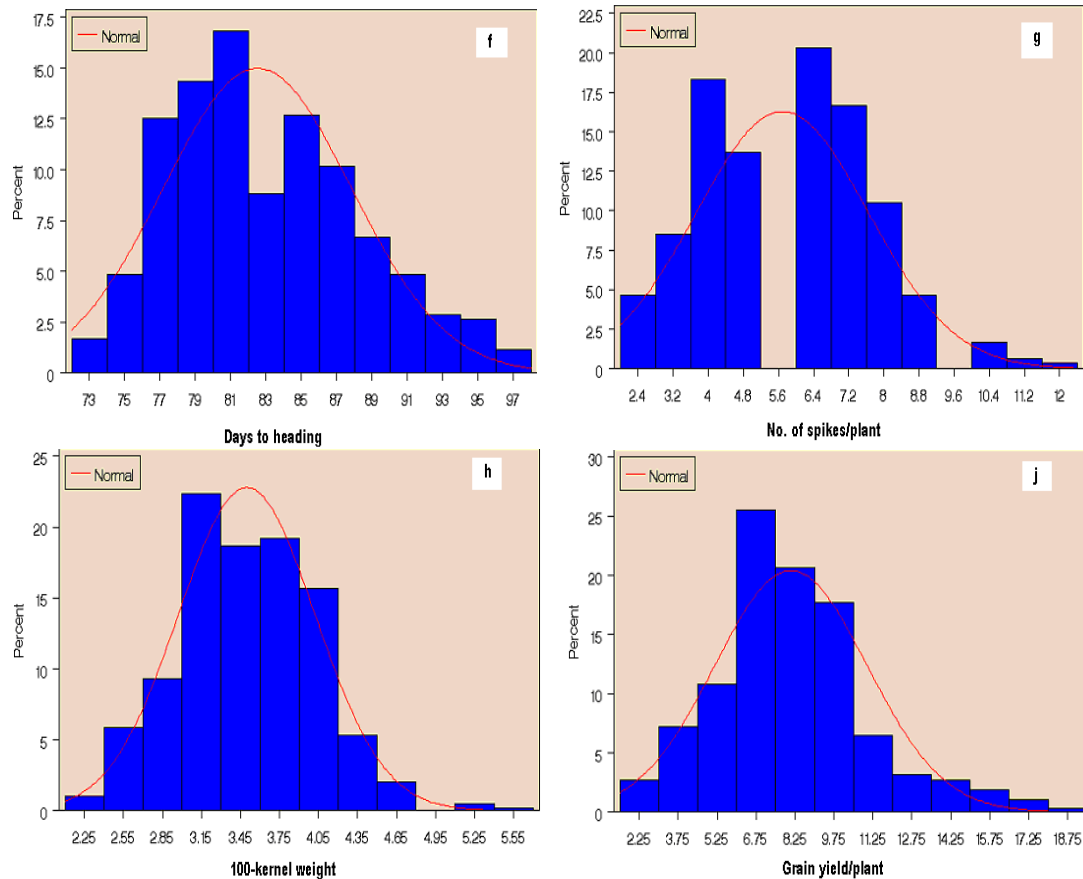 f
Normal
Percent
17.5
15.0
12.5
10.0
7.5
5.0
2.5
0
73 75 77 79 81 83 85 87 89 91 93 95 97
Days to heading
g
Normal
Percent
22.5
20.0
17.5
15.0
12.5
10.0
7.5
5.0
2.5
0
2.4 3.2 4 4.8 5.6 6.4 7.2 8 8.8 9.6 10.4 11.2 12
No. of spikes/plant
h
Normal
Percent
25
20
15
10
5
0
2.25 2.55 2.85 3.15 3.45 3.75 4.05 4.35 4.65 4.95 5.25 5.55
100-kernel weight
j
Normal
Percent
30
25
20
15
10
5
0
2.25 3.75 5.25 6.75 8.25 9.75 11.25 12.75 14.25 15.75 17.25 18.75
Grain yield/plant